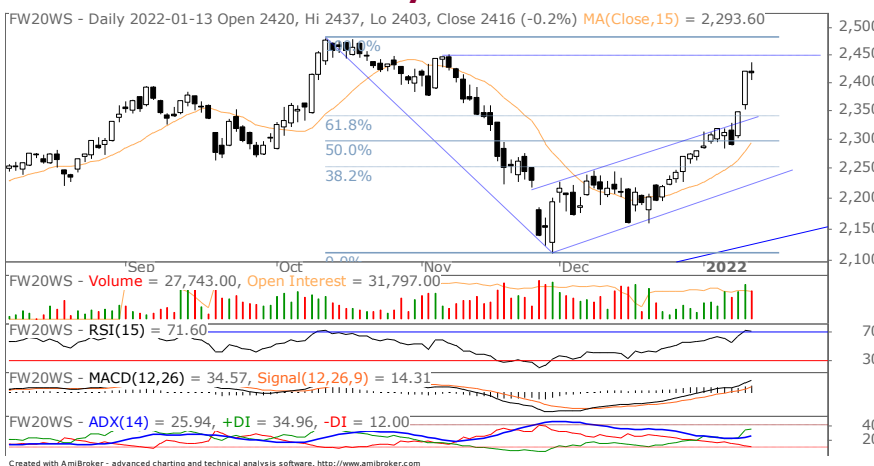 FW20WS - Daily 2022-01-13 Open 2420, Hi 2437, Lo 2403, Close 2416 (-0.2%) MA(Close,15) = 2,293.60
2,500
2,450
2,400
2,350
2,300
2,250
2,200
2,150
2,100
100.0%
61.8%
50.0%
38.2%
0.0%
Sep
Oct
Nov
Dec
2022
FW20WS - Volume = 27,743.00, Open Interest = 31,797.00
FW20WS - RSI(15) = 71.60
70
30
FW20WS - MACD(12,26) = 34.57, Signal(12,26,9) = 14.31
FW20WS - ADX(14) = 25.94, +DI = 34.96, -DI = 12.00
40
20
Created with AmiBroker - advanced charting and technical analysis software. http://www.amibroker.com